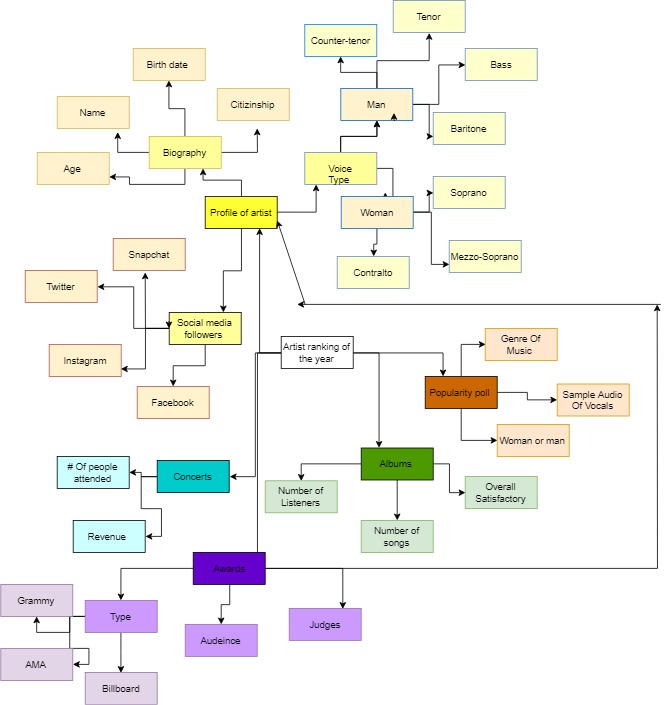 Tenor
Counter-tenor
Bass
Birth date
Citizinship
Man
Name
Baritone
Biography
Age
Voice
Type
Soprano
Profile of artist
Woman
Snapchat
Mezzo-Soprano
Contralto
Twitter
Social media
followers
Artist ranking of
the year
Genre Of
Music
Instagram
Popularity poll
Sample Audio
Of Vocals
Facebook
Woman or man
# Of people
attended
Concerts
Albums
Number of
Listeners
Overall
Satisfactory
Revenue
Number of
songs
Awards
Grammy
Type
Judges
Audeince
AMA
Billboard